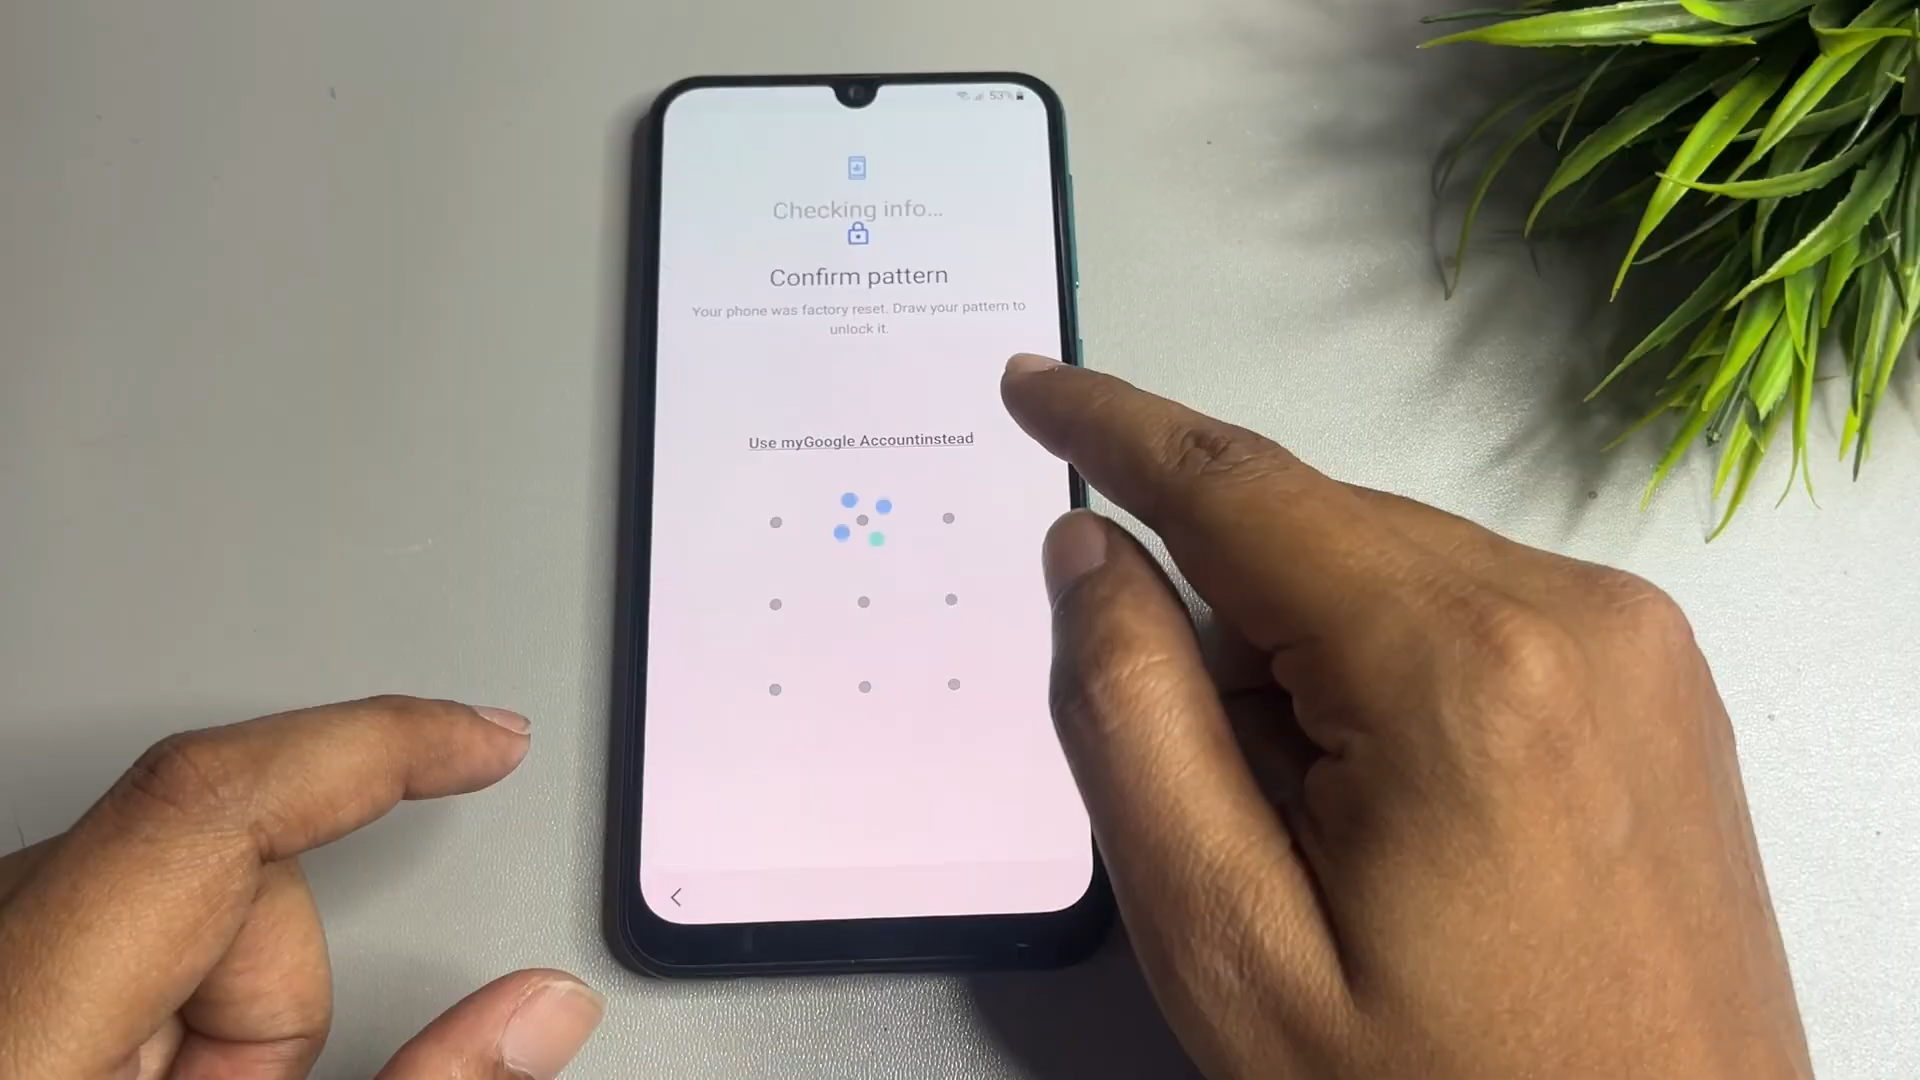 53%
Checking info...
Confirm pattern
Your phone was factory reset. Draw your pattern to
unlock it.
Use myGoogle Accountinstead